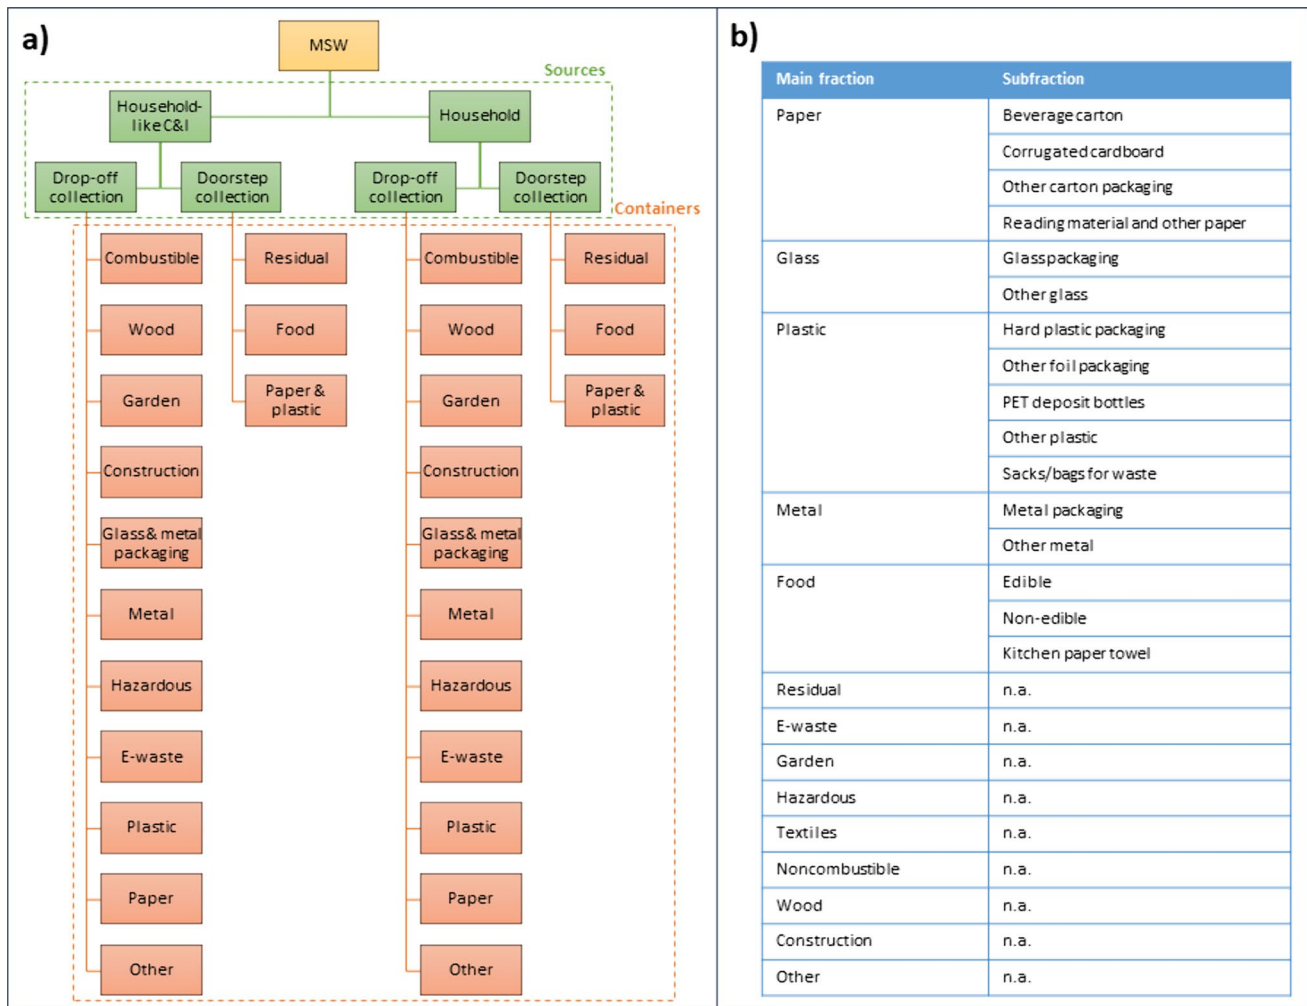 a)
MSW
Sources
Household-
like C&I
Household
Drop-off
collection
Doorstep
collection
Drop-off
collection
Doorstep
collection
Containers
Combustible
Wood
Garden
Construction
Glass& metal
packaging
Metal
Hazardous
E-waste
Plastic
Paper
Other
Residual
Food
Paper &
plastic
Combustible
Wood
Garden
Construction
Glass& metal
packaging
Metal
Hazardous
E-waste
Plastic
Paper
Other
Residual
Food
Paper &
plastic
b)
Main fraction Subfraction
Paper Beverage carton
Corrugated cardboard
Other carton packaging
Reading material and other paper
Glass Glass packaging
Other glass
Plastic Hard plastic packaging
Other foil packaging
PET deposit bottles
Other plastic
Sacks/bags for waste
Metal Metal packaging
Other metal
Food Edible
Non-edible
Kitchen paper towel
Residual n.a.
E-waste n.a.
Garden n.a.
Hazardous n.a.
Textiles n.a.
Noncombustible n.a.
Wood n.a.
Construction n.a.
Other n.a.